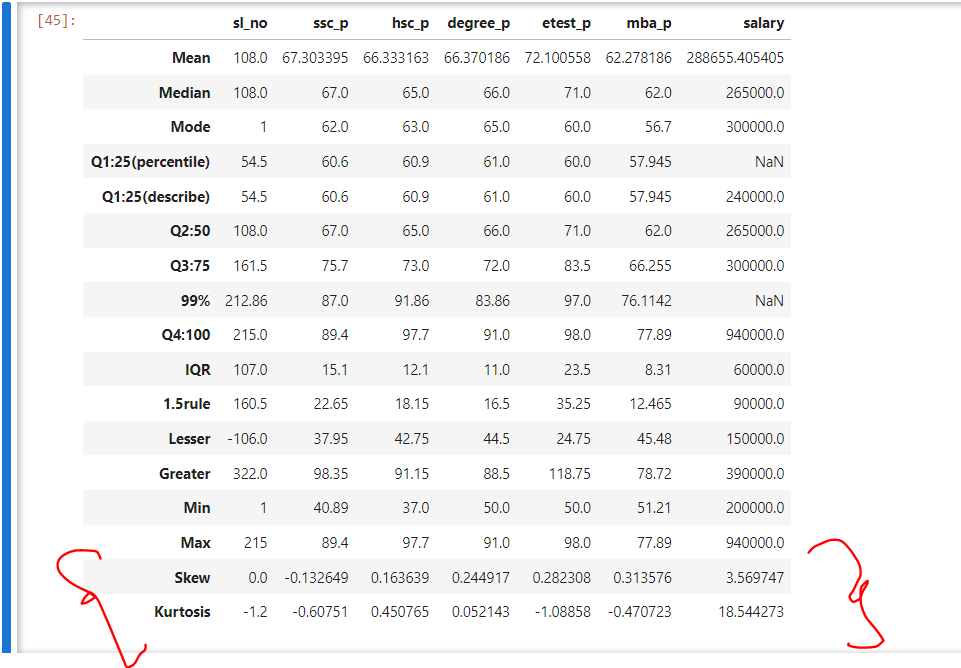 [45]:
sl_no ssc_p hsc_p degree_p etest_p mba_p salary
Mean 108.0 67.303395 66.333163 66.370186 72.100558 62.278186 288655.405405
Median 108.0 67.0 65.0 66.0 71.0 62.0 265000.0
Mode 1 62.0 63.0 65.0 60.0 56.7 300000.0
Q1:25(percentile) 54.5 60.6 60.9 61.0 60.0 57.945 NaN
Q1:25(describe) 54.5 60.6 60.9 61.0 60.0 57.945 240000.0
Q2:50 108.0 67.0 65.0 66.0 71.0 62.0 265000.0
Q3:75 161.5 75.7 73.0 72.0 83.5 66.255 300000.0
99% 212.86 87.0 91.86 83.86 97.0 76.1142 NaN
Q4:100 215.0 89.4 97.7 91.0 98.0 77.89 940000.0
IQR 107.0 15.1 12.1 11.0 23.5 8.31 60000.0
1.5rule 160.5 22.65 18.15 16.5 35.25 12.465 90000.0
Lesser -106.0 37.95 42.75 44.5 24.75 45.48 150000.0
Greater 322.0 98.35 91.15 88.5 118.75 78.72 390000.0
Min 1 40.89 37.0 50.0 50.0 51.21 200000.0
Max 215 89.4 97.7 91.0 98.0 77.89 940000.0
Skew 0.0 -0.132649 0.163639 0.244917 0.282308 0.313576 3.569747
Kurtosis -1.2 -0.60751 0.450765 0.052143 -1.08858 -0.470723 18.544273